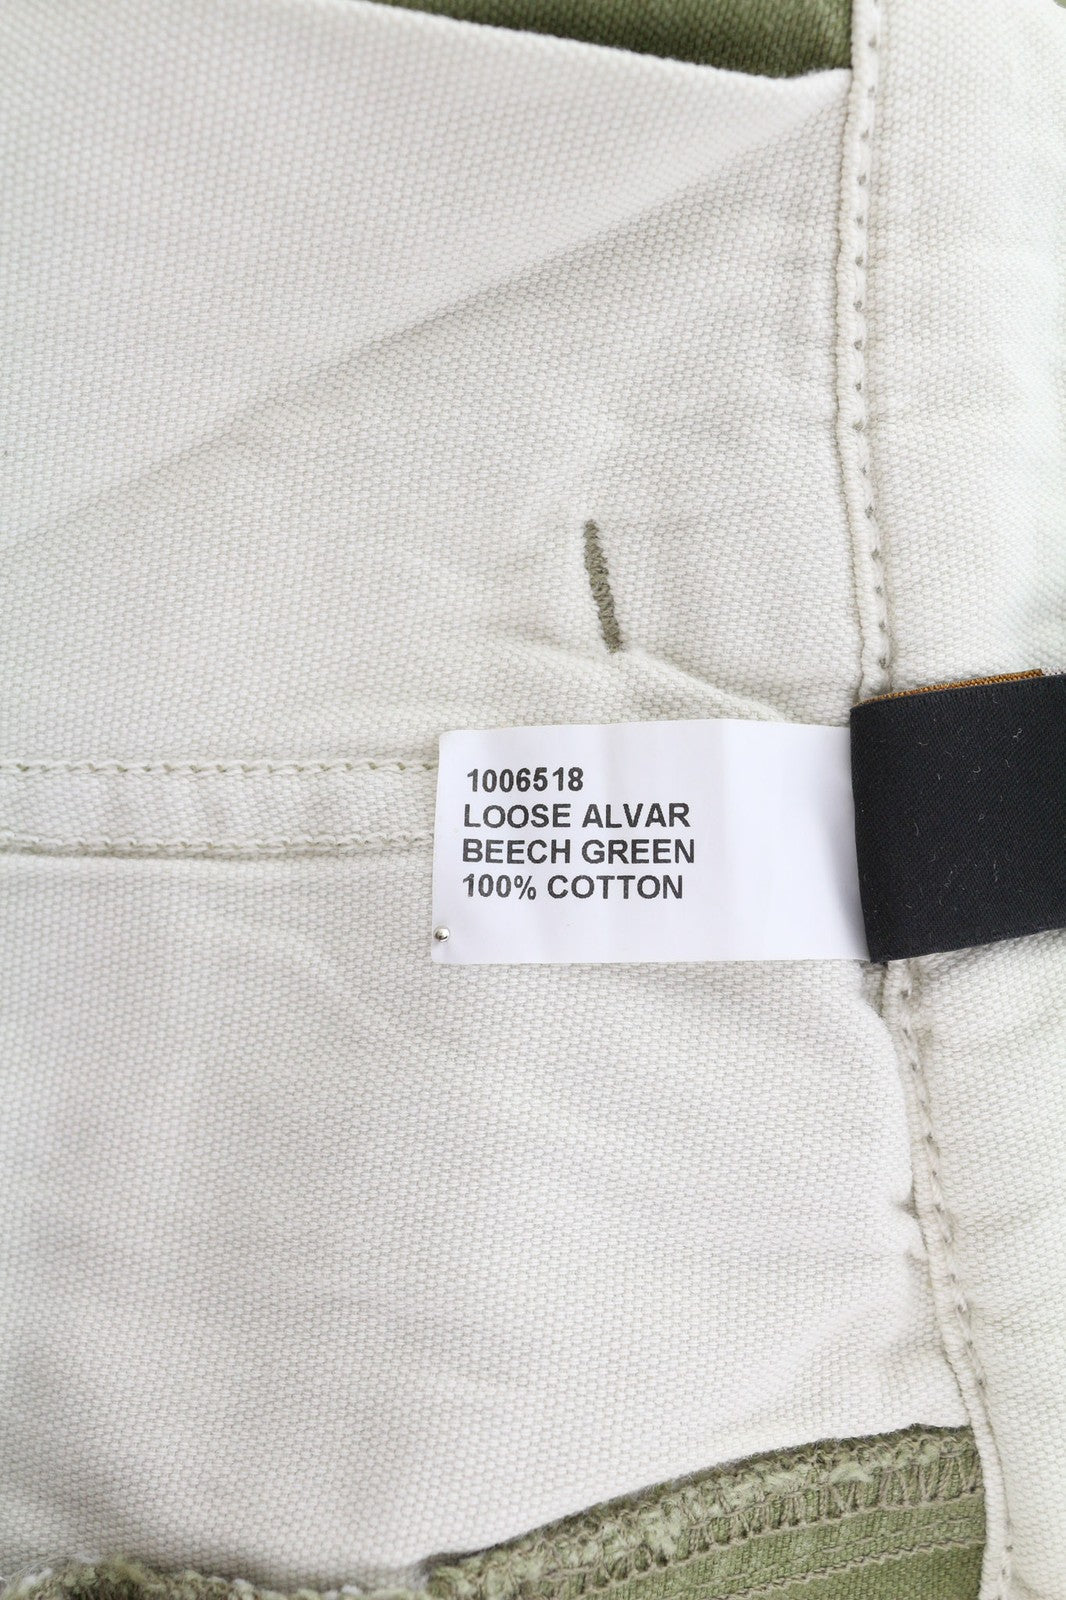 1006518
LOOSE ALVAR
BEECH GREEN
100% COTTON